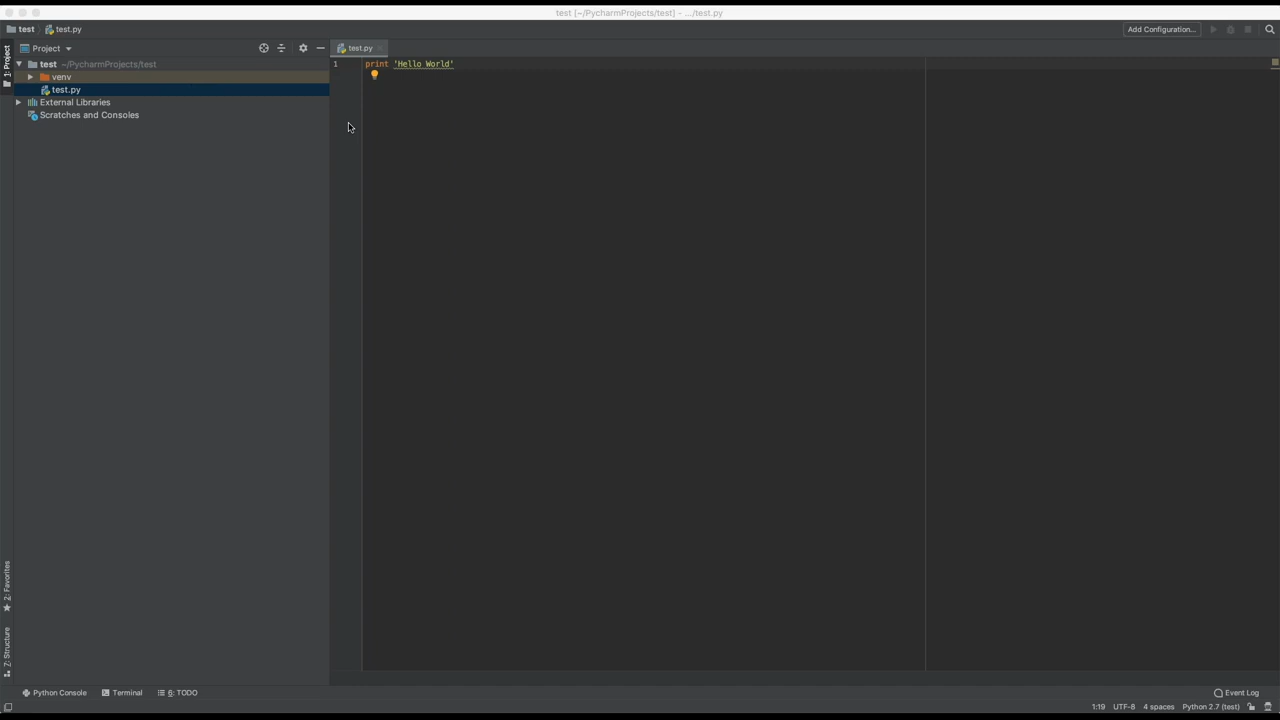 test [~/PycharmProjects/test] - .../test.py
test
test.py
Add Configuration...
1: Project
Project
test.py
test ~/PycharmProjects/test
1
print 'Hello World'
venv
test.py
External Libraries
Scratches and Consoles
2: Favorites
7: Structure
Python Console
Terminal
6: TODO
Event Log
1:19 UTF-8 4 spaces Python 2.7 (test)